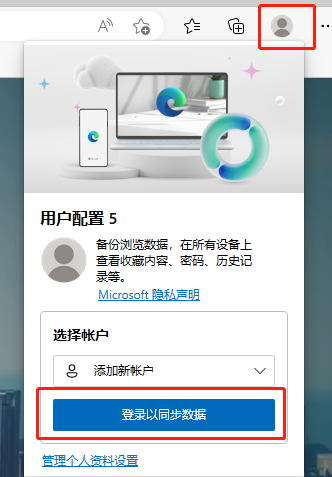 用户配置 5
备份浏览数据，在所有设备上
查看收藏内容、密码、历史记
录等。
Microsoft 隐私声明
选择帐户
添加新帐户
登录以同步数据
管理个人资料设置